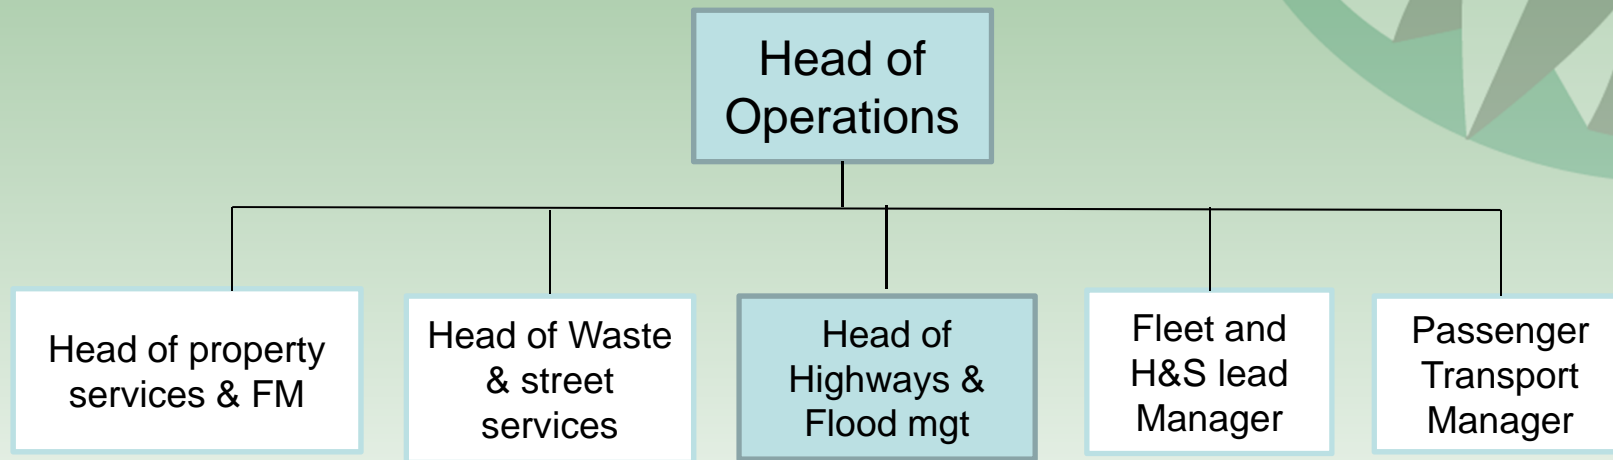 Head of
Operations
Head of property
services & FM
Head of Waste
& street
services
Head of
Highways &
Flood mgt
Fleet and
H&S lead
Manager
Passenger
Transport
Manager